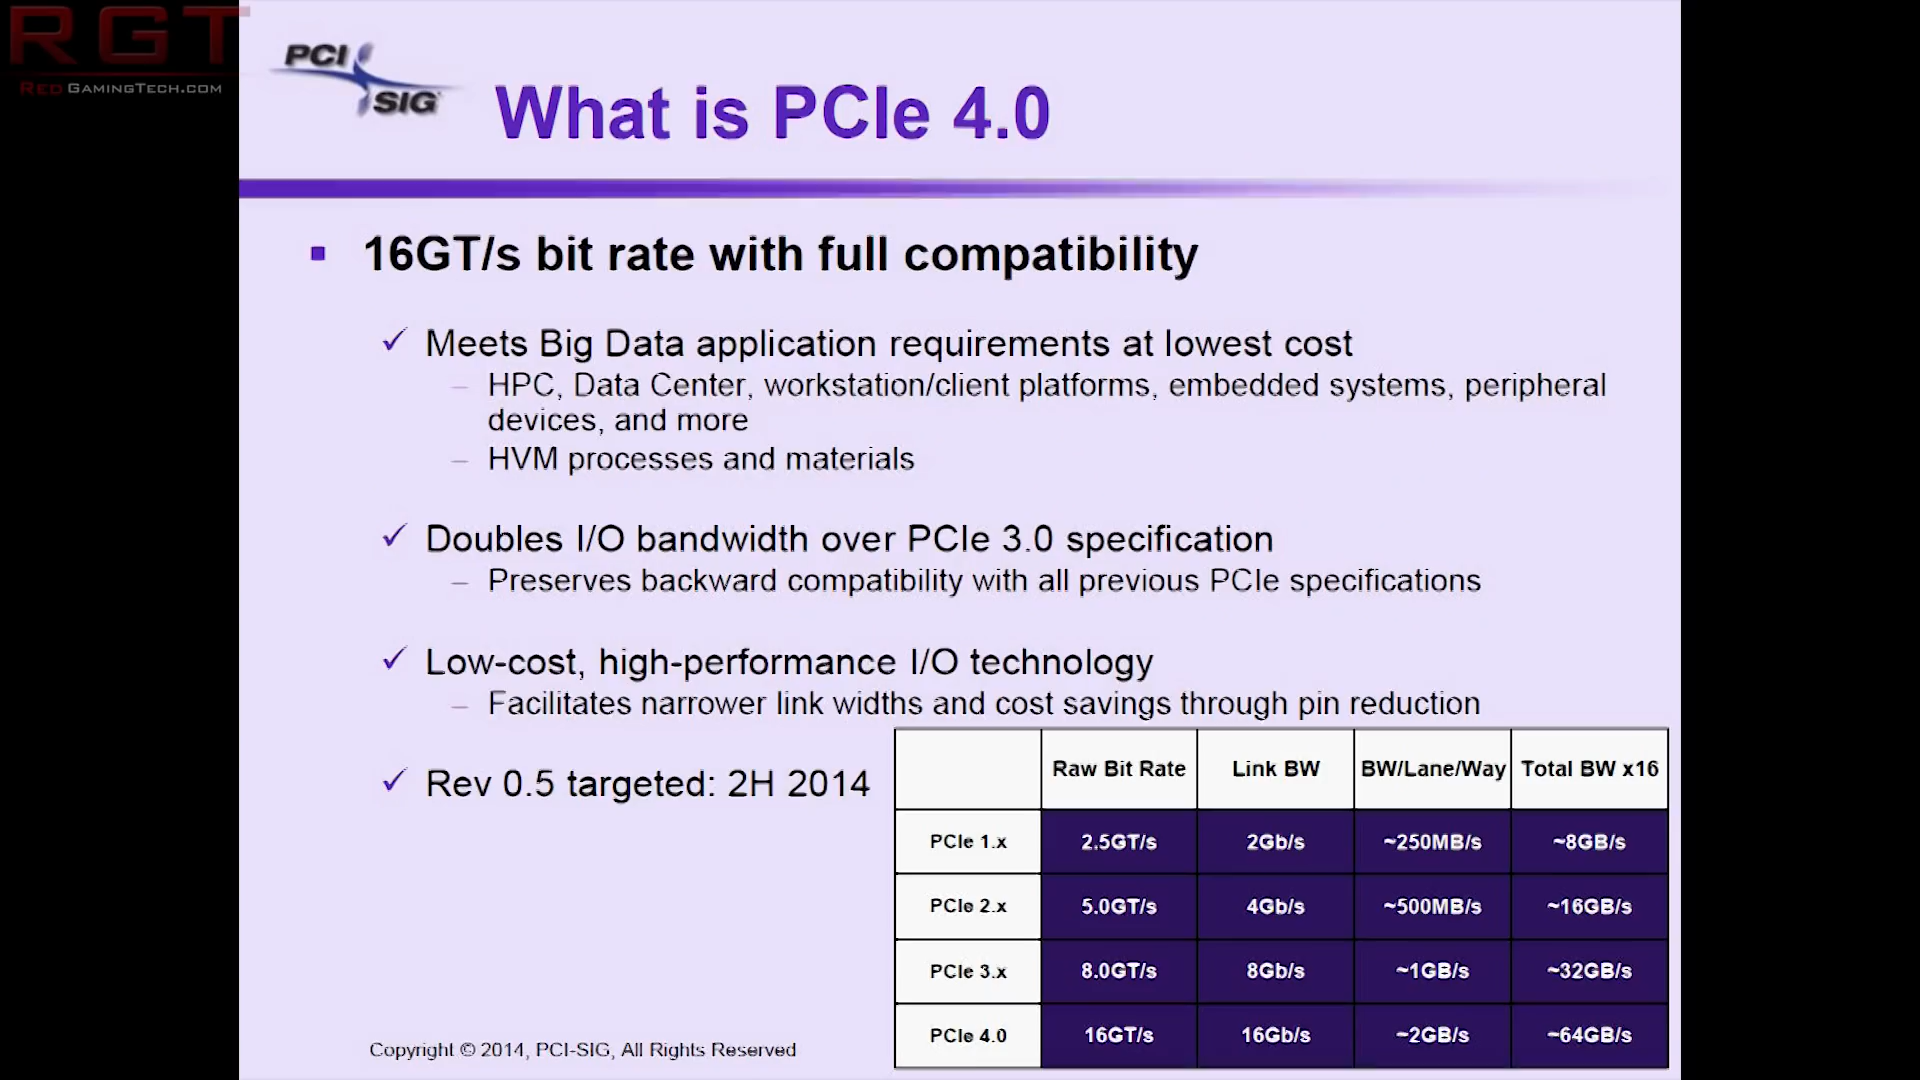 RGT
RedGamingTech.com
PCI
SIG
What is PCIe 4.0
16GT/s bit rate with full compatibility
Meets Big Data application requirements at lowest cost
– HPC, Data Center, workstation/client platforms, embedded systems, peripheral
devices, and more
– HVM processes and materials
Doubles I/O bandwidth over PCIe 3.0 specification
– Preserves backward compatibility with all previous PCIe specifications
Low-cost, high-performance I/O technology
– Facilitates narrower link widths and cost savings through pin reduction
Rev 0.5 targeted: 2H 2014
Raw Bit Rate Link BW BW/Lane/Way Total BW x16
PCIe 1.x 2.5GT/s 2Gb/s ~250MB/s ~8GB/s
PCIe 2.x 5.0GT/s 4Gb/s ~500MB/s ~16GB/s
PCIe 3.x 8.0GT/s 8Gb/s ~1GB/s ~32GB/s
PCIe 4.0 16GT/s 16Gb/s ~2GB/s ~64GB/s
Copyright © 2014, PCI-SIG, All Rights Reserved